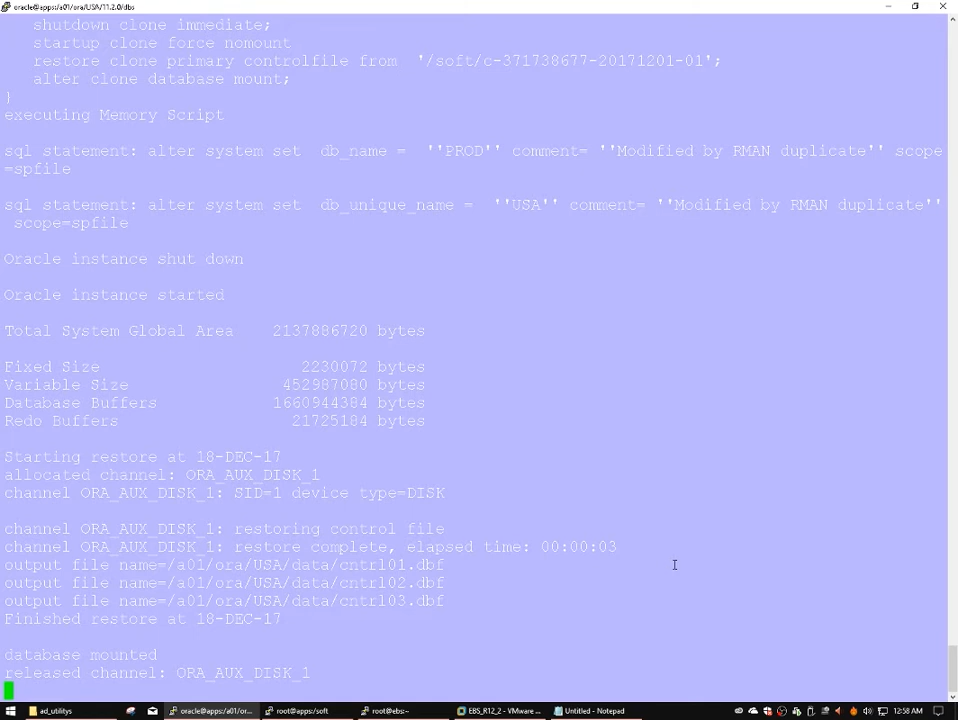 oracle@apps:/a01/ora/USA/11.2.0/dbs
shutdown clone immediate;
startup clone force nomount
restore clone primary controlfile from  '/soft/c-371738677-20171201-01';
alter clone database mount;
}
executing Memory Script
sql statement: alter system set  db_name =  ''PROD'' comment= ''Modified by RMAN duplicate'' scope
=spfile
sql statement: alter system set  db_unique_name =  ''USA'' comment= ''Modified by RMAN duplicate''
scope=spfile
Oracle instance shut down
Oracle instance started
Total System Global Area    2137886720 bytes
Fixed Size                     2230072 bytes
Variable Size                452987080 bytes
Database Buffers            1660944384 bytes
Redo Buffers                  21725184 bytes
Starting restore at 18-DEC-17
allocated channel: ORA_AUX_DISK_1
channel ORA_AUX_DISK_1: SID=1 device type=DISK
channel ORA_AUX_DISK_1: restoring control file
channel ORA_AUX_DISK_1: restore complete, elapsed time: 00:00:03
output file name=/a01/ora/USA/data/cntrl01.dbf
output file name=/a01/ora/USA/data/cntrl02.dbf
output file name=/a01/ora/USA/data/cntrl03.dbf
Finished restore at 18-DEC-17
database mounted
released channel: ORA_AUX_DISK_1
ad_utilitys oracle@apps:/a01/or... root@apps:/soft root@ebs:~ EBS_R12_2 - VMware ... Untitled - Notepad 12:58 AM